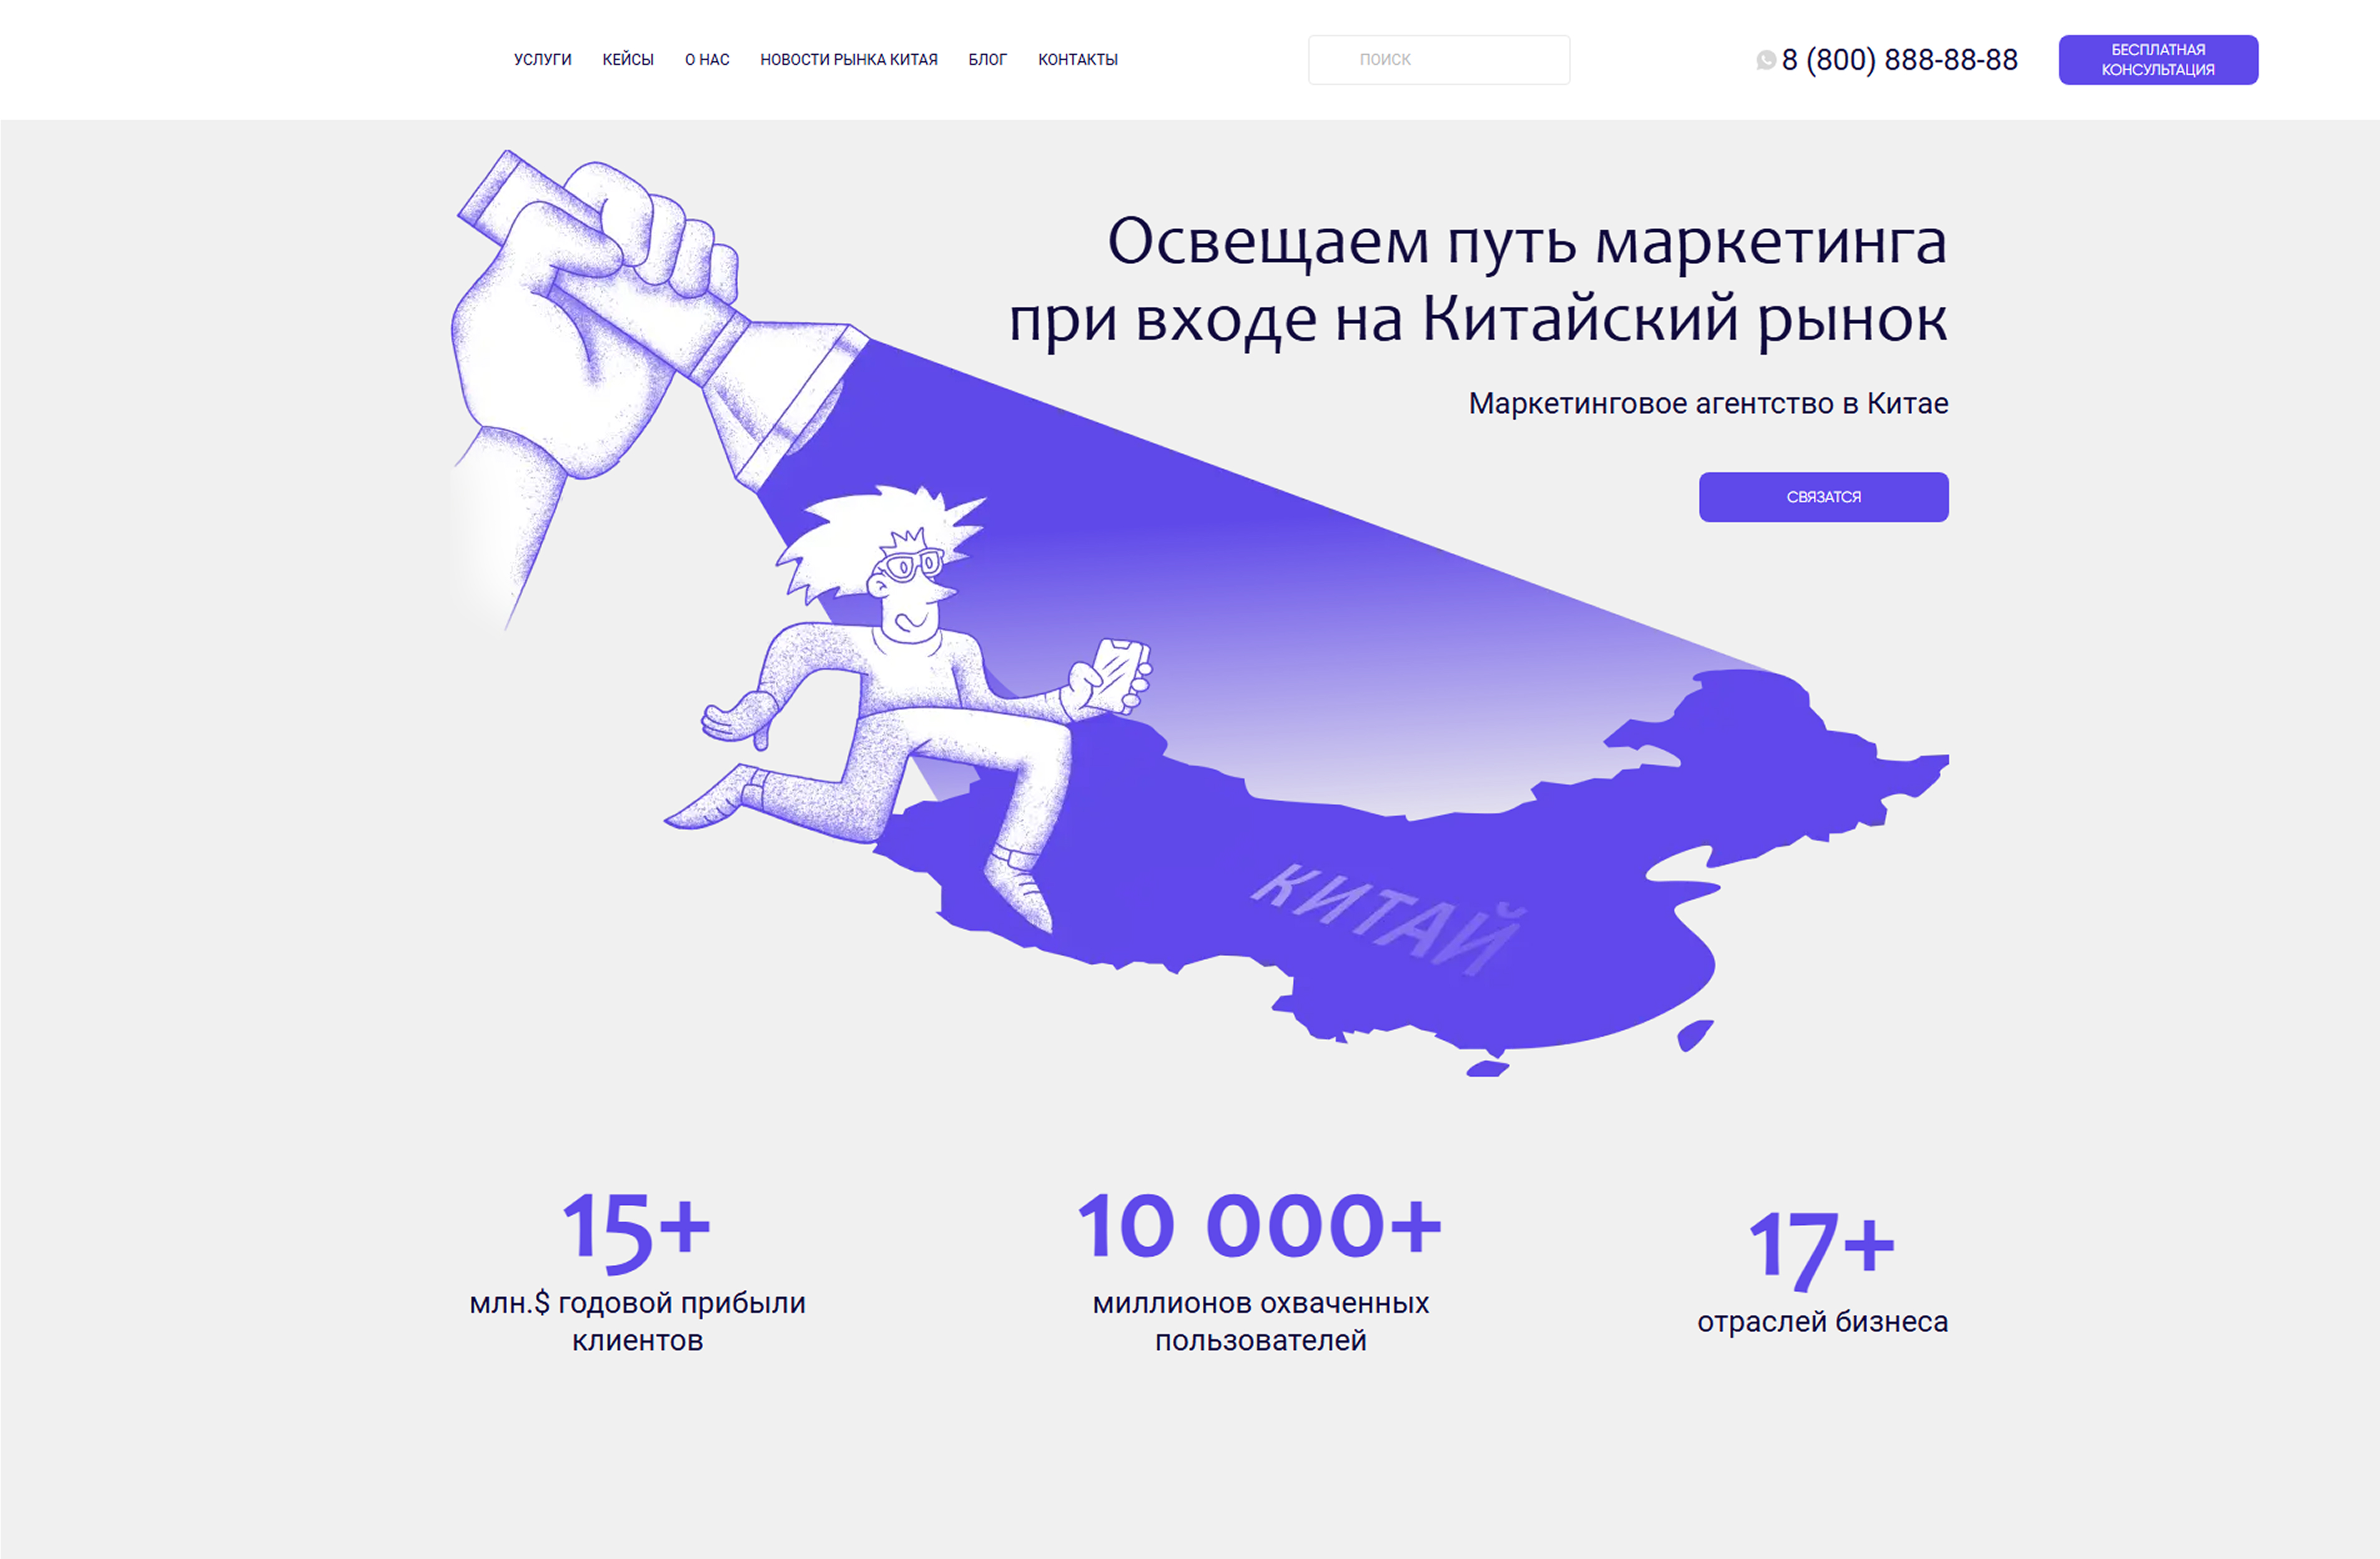 УСЛУГИ КЕЙСЫ О НАС НОВОСТИ РЫНКА КИТАЯ БЛОГ КОНТАКТЫ
ПОИСК
8 (800) 888-88-88
БЕСПЛАТНАЯ
КОНСУЛЬТАЦИЯ
Освещаем путь маркетинга
при входе на Китайский рынок
Маркетинговое агентство в Китае
СВЯЗАТСЯ
КИТАЙ
15+
млн.$ годовой прибыли
клиентов
10 000+
миллионов охваченных
пользователей
17+
отраслей бизнеса